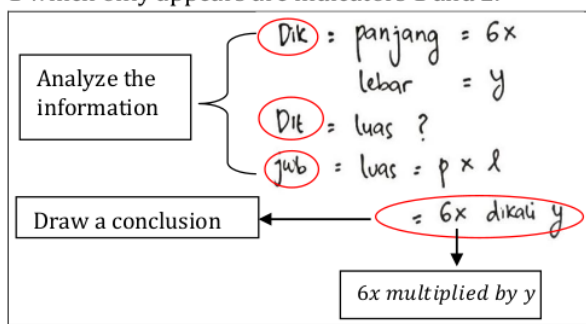 Dik : panjang = 6x
lebar = y
Analyze the
information
Dit = luas ?
jwb = luas = p x l
Draw a conclusion
= 6x dikali y
6x multiplied by y